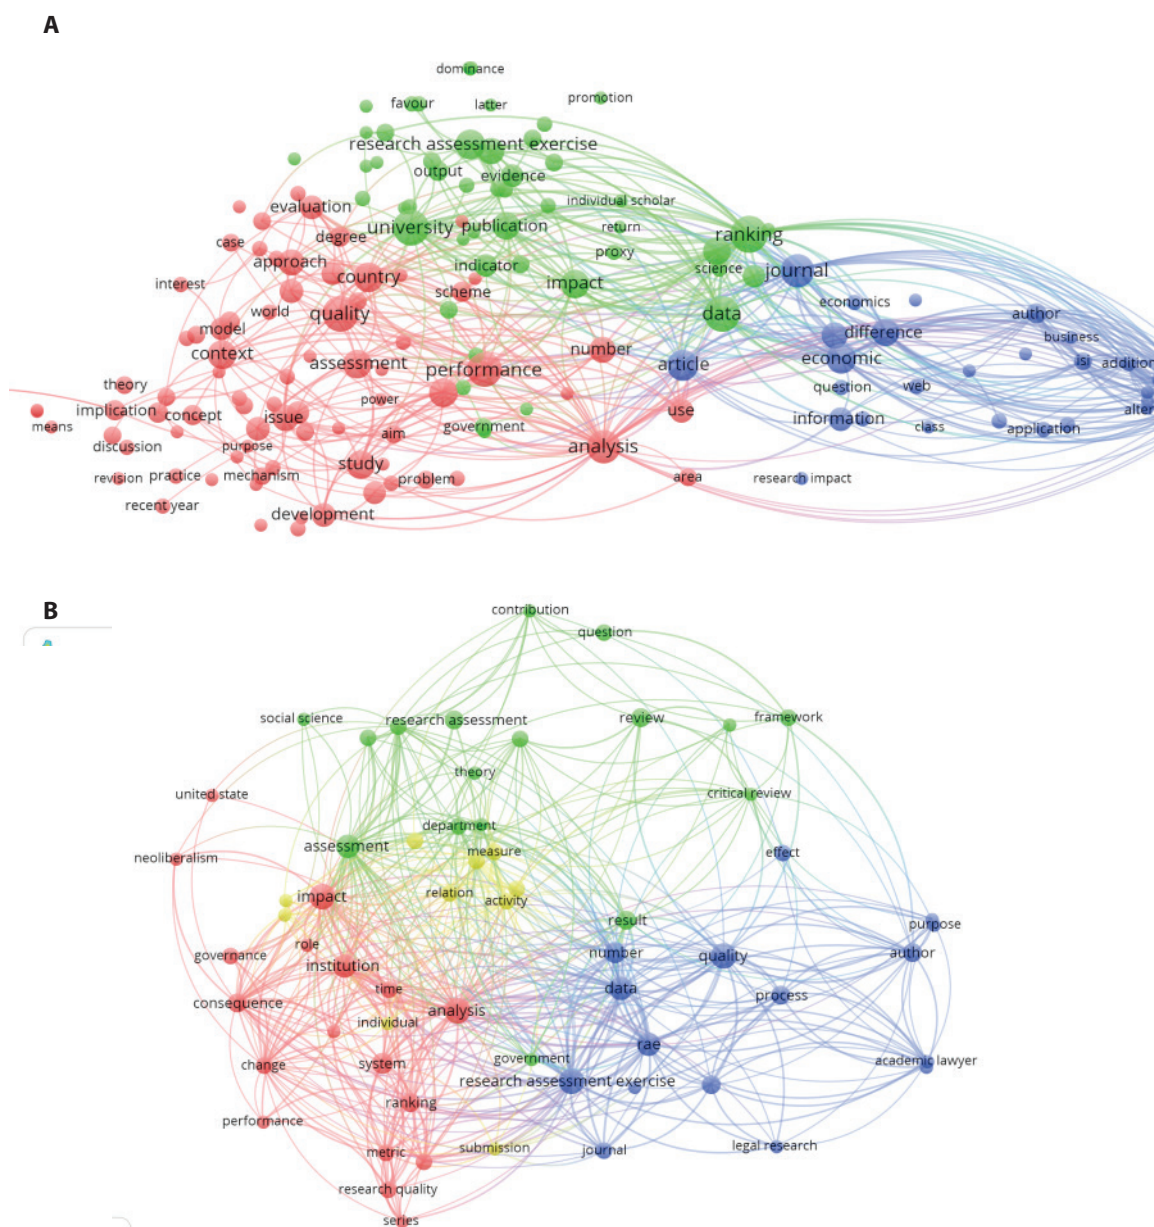 A
dominance
promotion
favour
latter
research assessment exercise
output
evidence
individual scholar
evaluation
university
publication
return
ranking
case
degree
proxy
approach
indicator
science
journal
country
impact
interest
scheme
economics
world
quality
data
author
model
difference
business
context
number
economic
assessment
performance
article
isi
addition
theory
question
web
power
implication
concept
issue
use
information
alter
means
government
class
application
aim
discussion
purpose
analysis
study
revision
practice
mechanism
problem
area
research impact
recent year
development
B
contribution
question
social science
research assessment
review
framework
theory
united state
critical review
department
assessment
measure
neoliberalism
effect
impact
relation
activity
result
purpose
role
number
governance
institution
quality
author
time
data
process
consequence
analysis
individual
rae
government
change
system
academic lawyer
research assessment exercise
ranking
performance
submission
legal research
metric
journal
research quality
series